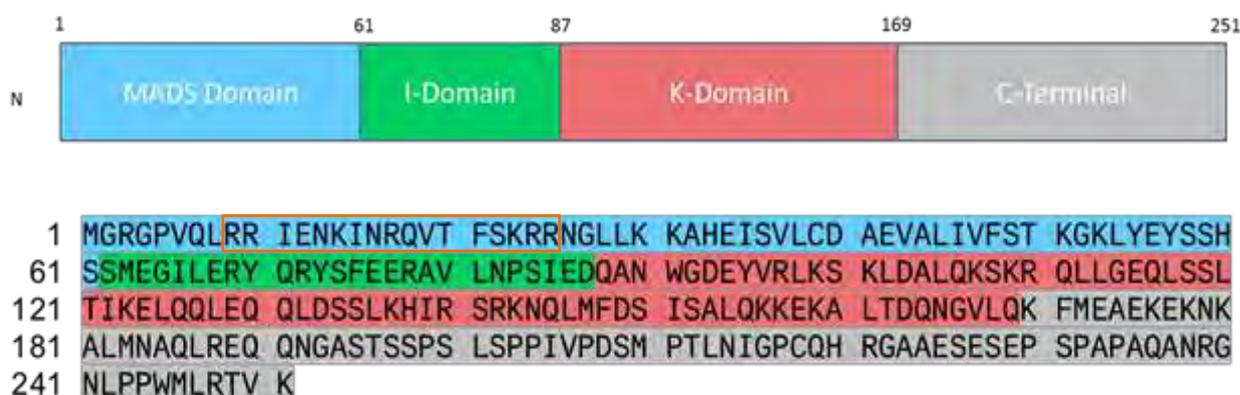 1 61 87 169 251
N MADS Domain I-Domain K-Domain C-Terminal
1 MGRGPVQLRR IENKINRQVT FSKRRNGLLK KAHEISVLCD AEVALIVFST KGKLYEYSSH
61 SSMEGILERY QRYSFEERAV LNPSIEDQAN WGDEYVRLKS KLDALQKSKR QLLGEQLSSL
121 TIKELQQLEQ QLDSSLKHIR SRKNQLMFDS ISALQKKEKA LTDQNGVLQK FMEAEKEKNK
181 ALMNAQLREQ QNGASTSSPS LSPPIVPDSM PTLNIGPCQH RGAAESESEP SPAPAQANRG
241 NLPPWMLRTV K